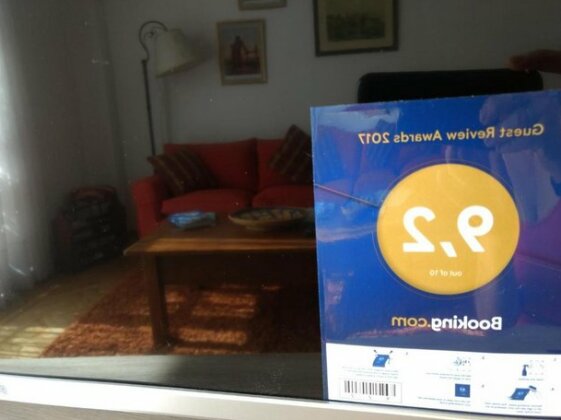 Guest Review Awards 2017
9,2
out of 10
Booking.com